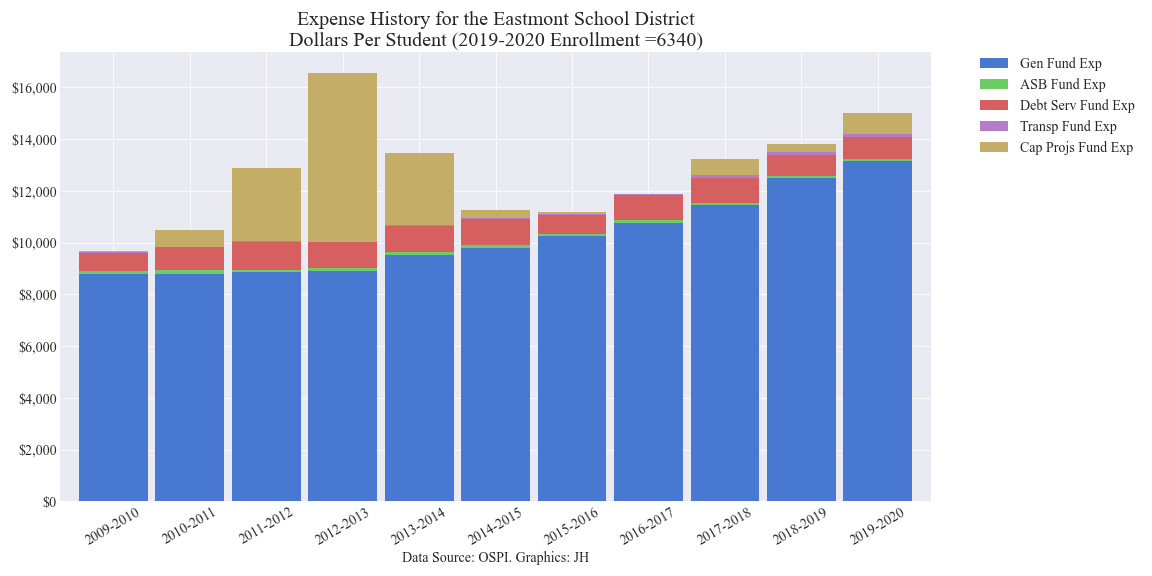 Expense History for the Eastmont School District
Dollars Per Student (2019-2020 Enrollment =6340)
$16,000
$14,000
$12,000
$10,000
$8,000
$6,000
$4,000
$2,000
$0
2009-2010
2010-2011
2011-2012
2012-2013
2013-2014
2014-2015
2015-2016
2016-2017
2017-2018
2018-2019
2019-2020
Data Source: OSPI. Graphics: JH
Gen Fund Exp
ASB Fund Exp
Debt Serv Fund Exp
Transp Fund Exp
Cap Projs Fund Exp